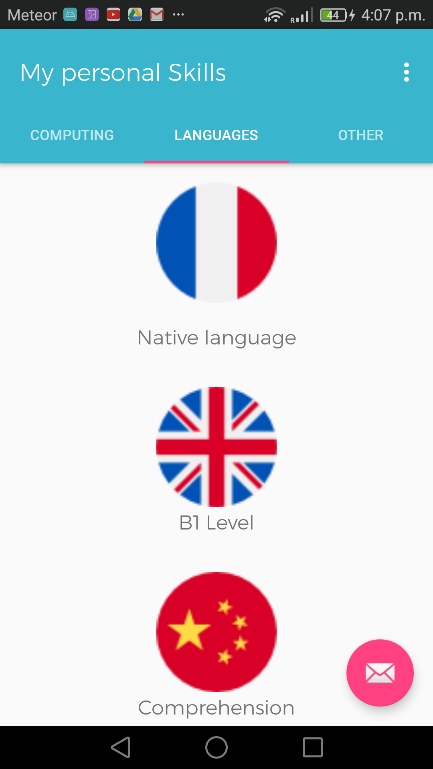 Meteor 44 4:07 p.m.
My personal Skills
COMPUTING LANGUAGES OTHER
Native language
B1 Level
Comprehension